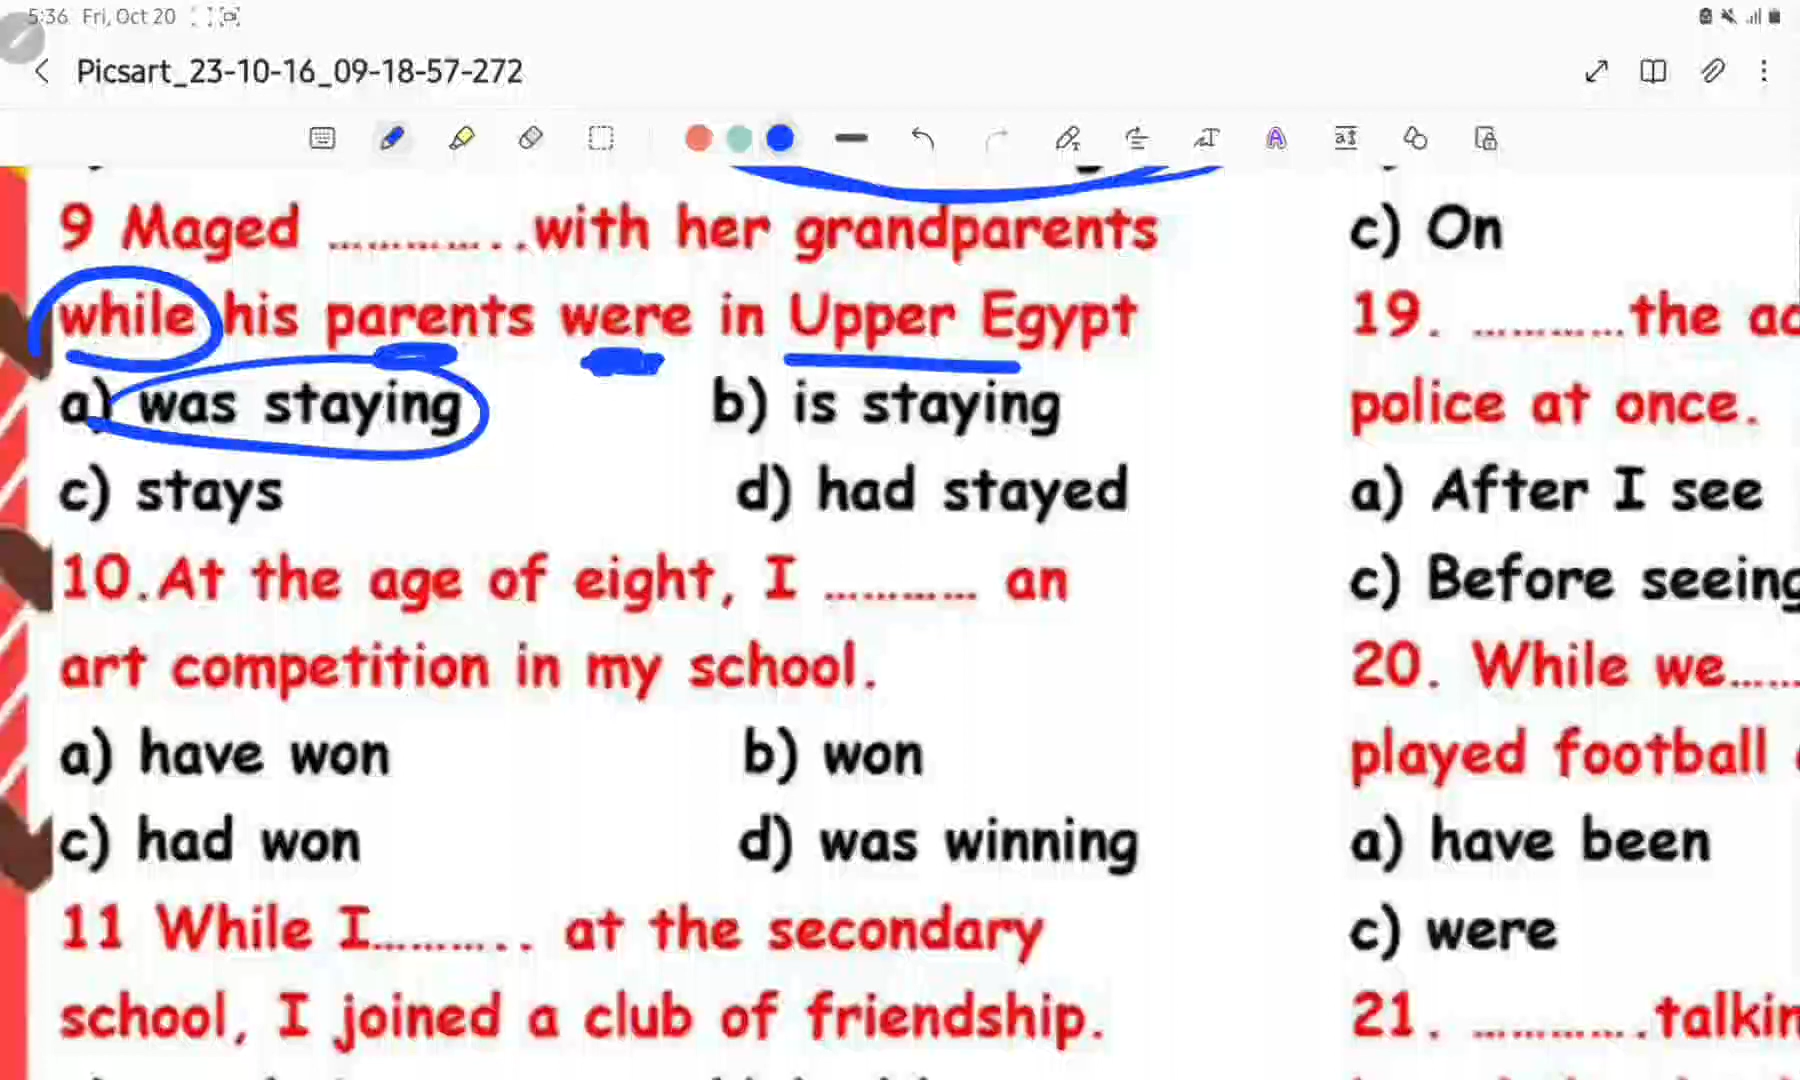 5:36 Fri, Oct 20
Picsart_23-10-16_09-18-57-272
9 Maged ............. with her grandparents
while his parents were in Upper Egypt
a) was staying b) is staying
c) stays d) had stayed
10. At the age of eight, I ............ an
art competition in my school.
a) have won b) won
c) had won d) was winning
11 While I........... at the secondary
school, I joined a club of friendship.
c) On
19. ............the ac
police at once.
a) After I see
c) Before seeing
20. While we......
played football
a) have been
c) were
21. ............talkin